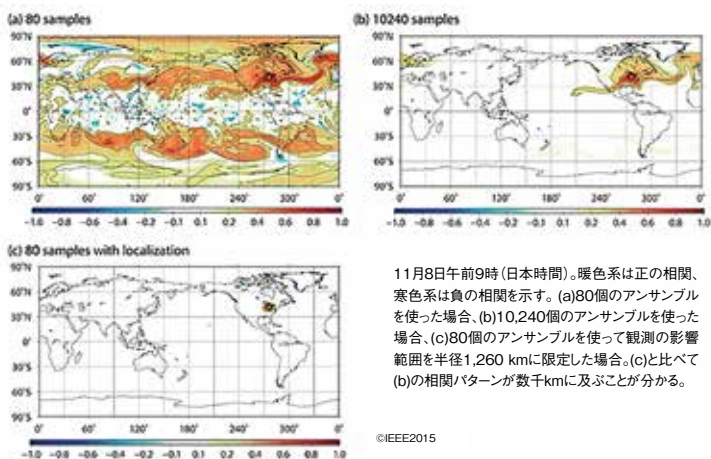 (a) 80 samples
90°N
60°N
30°N
0°
30°S
60°S
90°S
0° 60° 120° 180° 240° 300° 0°
-1.0 -0.8 -0.6 -0.4 -0.2 -0.1 0.1 0.2 0.4 0.6 0.8 1.0
(b) 10240 samples
90°N
60°N
30°N
0°
30°S
60°S
90°S
0° 60° 120° 180° 240° 300° 0°
-1.0 -0.8 -0.6 -0.4 -0.2 -0.1 0.1 0.2 0.4 0.6 0.8 1.0
(c) 80 samples with localization
90°N
60°N
30°N
0°
30°S
60°S
90°S
0° 60° 120° 180° 240° 300° 0°
-1.0 -0.8 -0.6 -0.4 -0.2 -0.1 0.1 0.2 0.4 0.6 0.8 1.0
11月8日午前9時(日本時間)。暖色系は正の相関、
寒色系は負の相関を示す。(a)80個のアンサンブル
を使った場合、(b)10,240個のアンサンブルを使った
場合、(c)80個のアンサンブルを使って観測の影響
範囲を半径1,260 kmに限定した場合。(c)と比べて
(b)の相関パターンが数千kmに及ぶことが分かる。
©IEEE2015